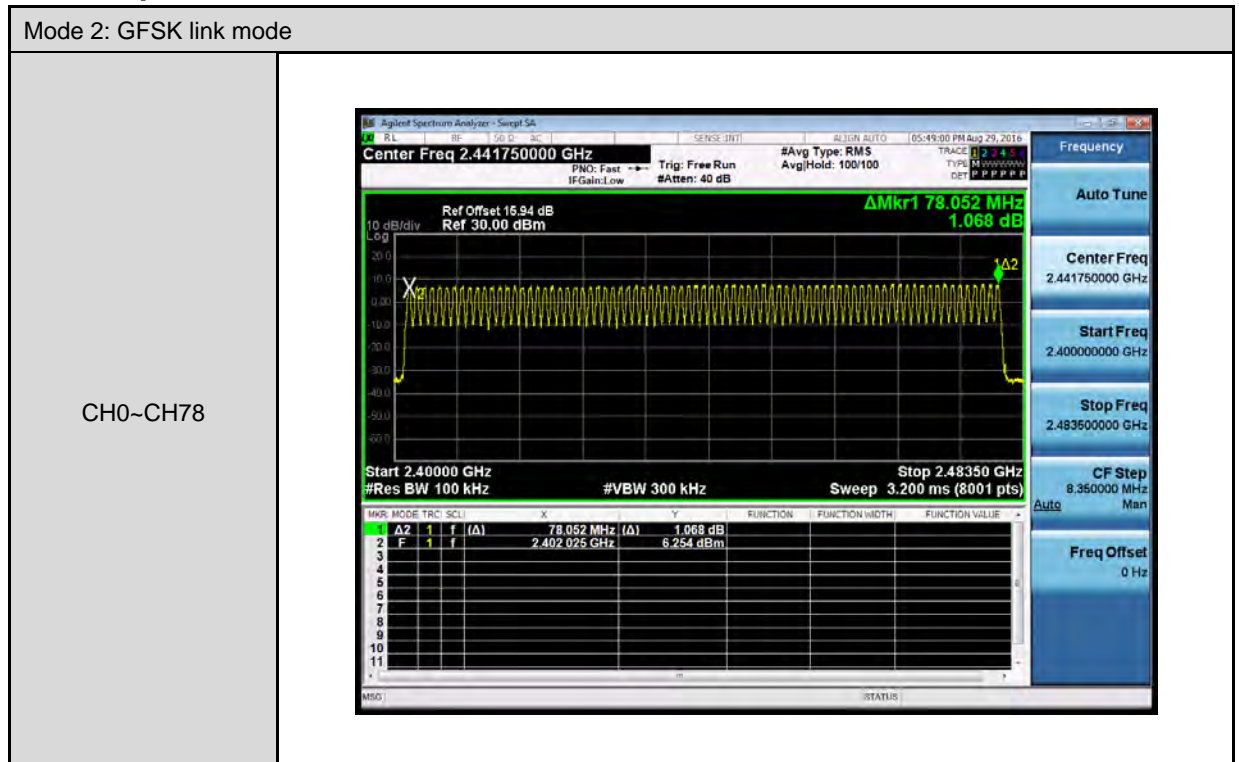 Mode 2: GFSK link mode
CH0~CH78
Agilent Spectrum Analyzer - Swept SA
RL RF 50 Ω AC SENSE:INT ALIGN AUTO 05:49:00 PM Aug 29, 2016
Center Freq 2.441750000 GHz
PNO: Fast
IFGain:Low
Trig: Free Run
#Atten: 40 dB
#Avg Type: RMS
Avg|Hold: 100/100
TRACE 1 2 3 4 5 6
TYPE M WWWWW
DET P P P P P P
Frequency
Auto Tune
Center Freq
2.441750000 GHz
Start Freq
2.400000000 GHz
Stop Freq
2.483500000 GHz
CF Step
8.350000 MHz
Auto Man
Freq Offset
0 Hz
ΔMkr1 78.052 MHz
1.068 dB
Ref Offset 15.94 dB
10 dB/div Ref 30.00 dBm
Log
20.0
10.0
0.00
-10.0
-20.0
-30.0
-40.0
-50.0
-60.0
X2
1Δ2
Start 2.40000 GHz Stop 2.48350 GHz
#Res BW 100 kHz #VBW 300 kHz Sweep 3.200 ms (8001 pts)
MKR MODE TRC SCL X Y FUNCTION FUNCTION WIDTH FUNCTION VALUE
1 Δ2 1 f (Δ) 78.052 MHz (Δ) 1.068 dB
2 F 1 f 2.402 025 GHz 6.254 dBm
3
4
5
6
7
8
9
10
11
MSG STATUS